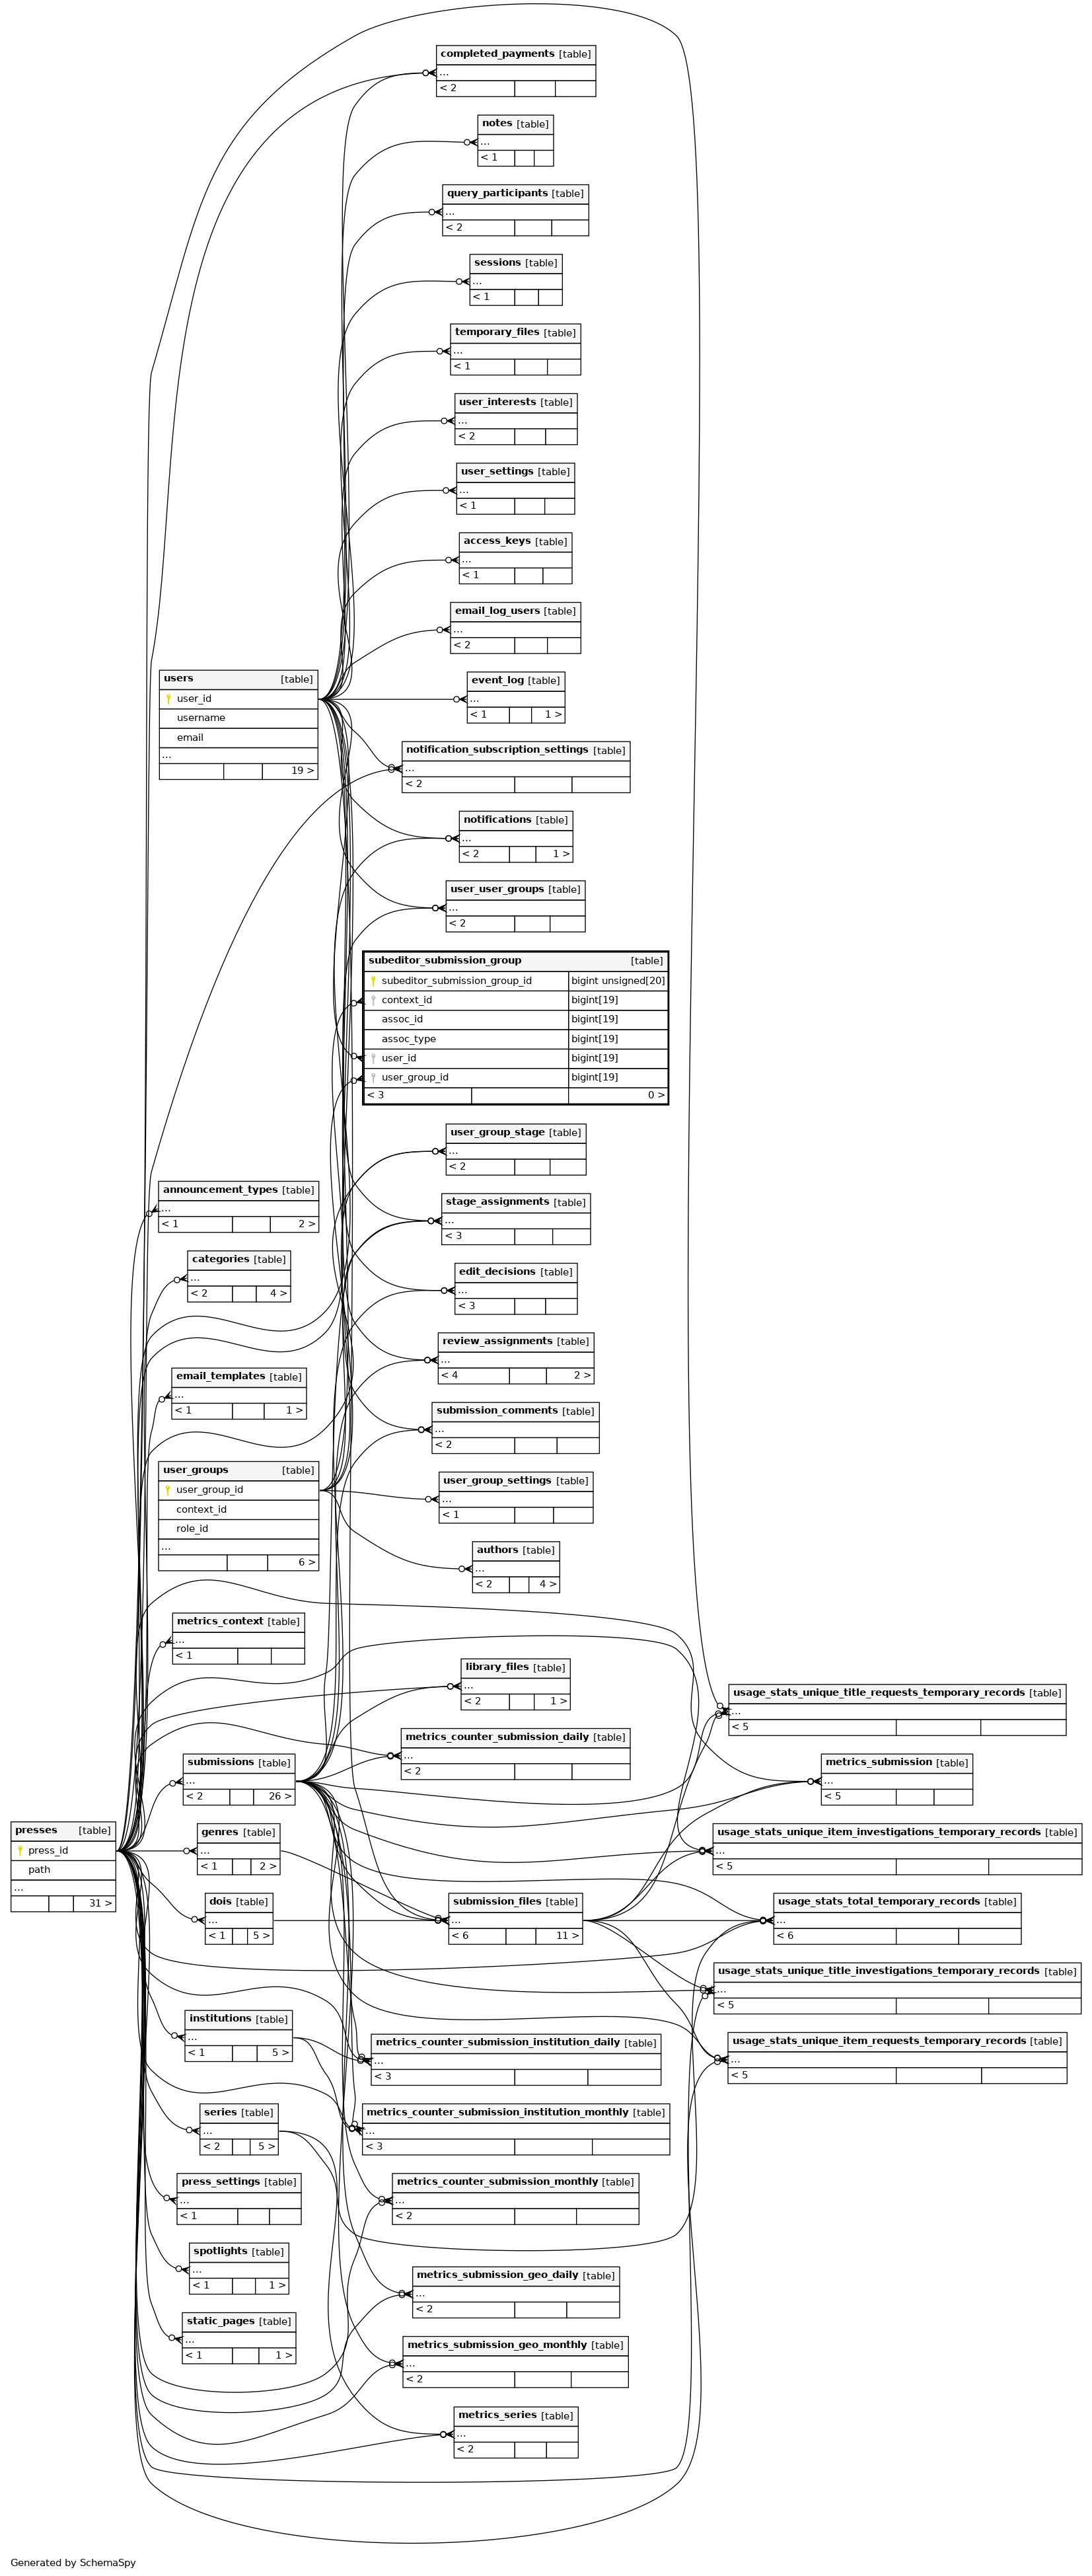 completed_payments [table]
...
< 2
notes [table]
...
< 1
query_participants [table]
...
< 2
sessions [table]
...
< 1
temporary_files [table]
...
< 1
user_interests [table]
...
< 2
user_settings [table]
...
< 1
access_keys [table]
...
< 1
email_log_users [table]
...
< 2
users [table]
user_id
username
email
...
19 >
event_log [table]
...
< 1 1 >
notification_subscription_settings [table]
...
< 2
notifications [table]
...
< 2 1 >
user_user_groups [table]
...
< 2
subeditor_submission_group [table]
subeditor_submission_group_id bigint unsigned[20]
context_id bigint[19]
assoc_id bigint[19]
assoc_type bigint[19]
user_id bigint[19]
user_group_id bigint[19]
< 3 0 >
user_group_stage [table]
...
< 2
announcement_types [table]
...
< 1 2 >
stage_assignments [table]
...
< 3
categories [table]
...
< 2 4 >
edit_decisions [table]
...
< 3
review_assignments [table]
...
< 4 2 >
email_templates [table]
...
< 1 1 >
submission_comments [table]
...
< 2
user_groups [table]
user_group_id
context_id
role_id
...
6 >
user_group_settings [table]
...
< 1
authors [table]
...
< 2 4 >
metrics_context [table]
...
< 1
library_files [table]
...
< 2 1 >
usage_stats_unique_title_requests_temporary_records [table]
...
< 5
metrics_counter_submission_daily [table]
...
< 2
submissions [table]
...
< 2 26 >
metrics_submission [table]
...
< 5
presses [table]
press_id
path
...
31 >
genres [table]
...
< 1 2 >
usage_stats_unique_item_investigations_temporary_records [table]
...
< 5
dois [table]
...
< 1 5 >
submission_files [table]
...
< 6 11 >
usage_stats_total_temporary_records [table]
...
< 6
usage_stats_unique_title_investigations_temporary_records [table]
...
< 5
institutions [table]
...
< 1 5 >
metrics_counter_submission_institution_daily [table]
...
< 3
usage_stats_unique_item_requests_temporary_records [table]
...
< 5
series [table]
...
< 2 5 >
metrics_counter_submission_institution_monthly [table]
...
< 3
press_settings [table]
...
< 1
metrics_counter_submission_monthly [table]
...
< 2
spotlights [table]
...
< 1 1 >
metrics_submission_geo_daily [table]
...
< 2
static_pages [table]
...
< 1 1 >
metrics_submission_geo_monthly [table]
...
< 2
metrics_series [table]
...
< 2
Generated by SchemaSpy